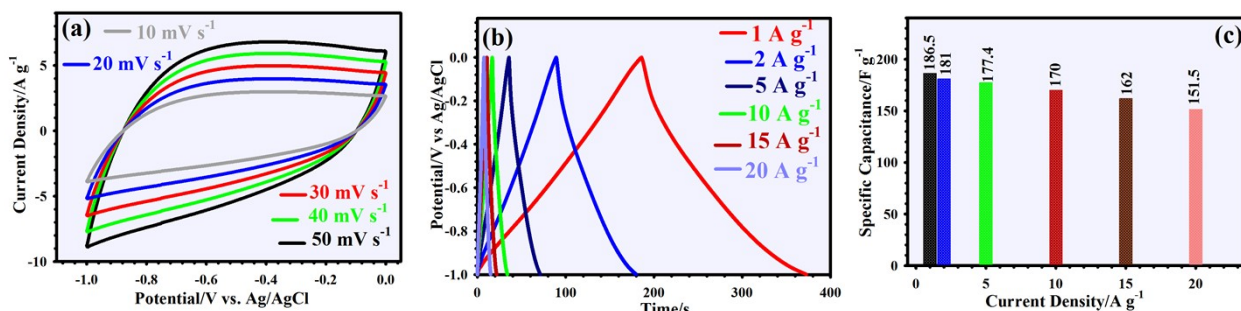 (a)
10 mV s⁻¹
20 mV s⁻¹
30 mV s⁻¹
40 mV s⁻¹
50 mV s⁻¹
Current Density/A g⁻¹
5
0
-5
-10
-1.0
-0.8
-0.6
-0.4
-0.2
0.0
Potential/V vs. Ag/AgCl
(b)
1 A g⁻¹
2 A g⁻¹
5 A g⁻¹
10 A g⁻¹
15 A g⁻¹
20 A g⁻¹
Potential/V vs Ag/AgCl
0.0
-0.2
-0.4
-0.6
-0.8
-1.0
0
100
200
300
400
Time/s
(c)
186.5
181
177.4
170
162
151.5
Specific Capacitance/F g⁻¹
200
150
100
50
0
0
5
10
15
20
Current Density/A g⁻¹